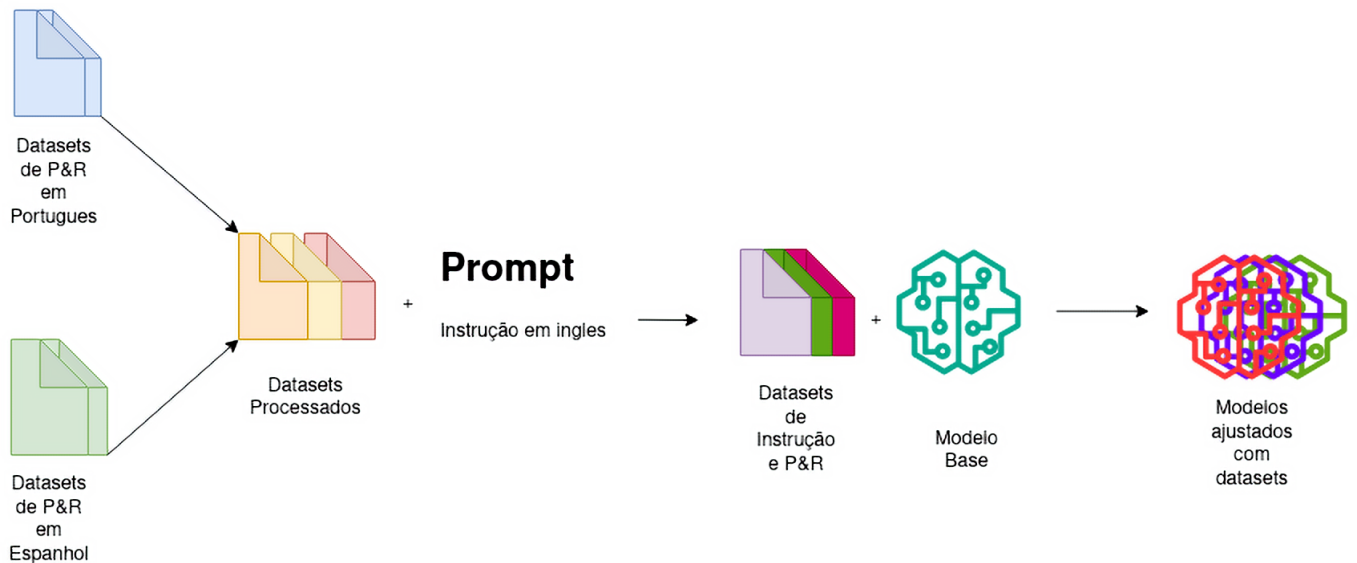 Datasets
de P&R
em
Portugues
Datasets
de P&R
em
Espanhol
Datasets
Processados
+
Prompt
Instrução em ingles
Datasets
de
Instrução
e P&R
+
Modelo
Base
Modelos
ajustados
com
datasets